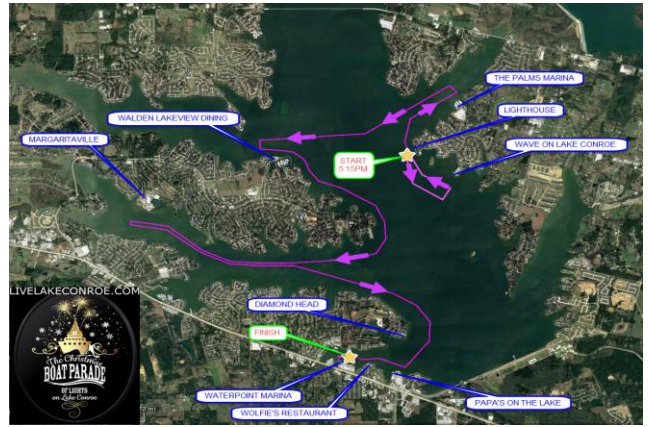 THE PALMS MARINA
LIGHTHOUSE
WALDEN LAKEVIEW DINING
MARGARITAVILLE
WAVE ON LAKE CONROE
START
5:15PM
LIVELAKECONROE.COM
The Christmas
BOAT PARADE
OF LIGHTS
on Lake Conroe
DIAMOND HEAD
FINISH
WATERPOINT MARINA
WOLFIE'S RESTAURANT
PAPA'S ON THE LAKE